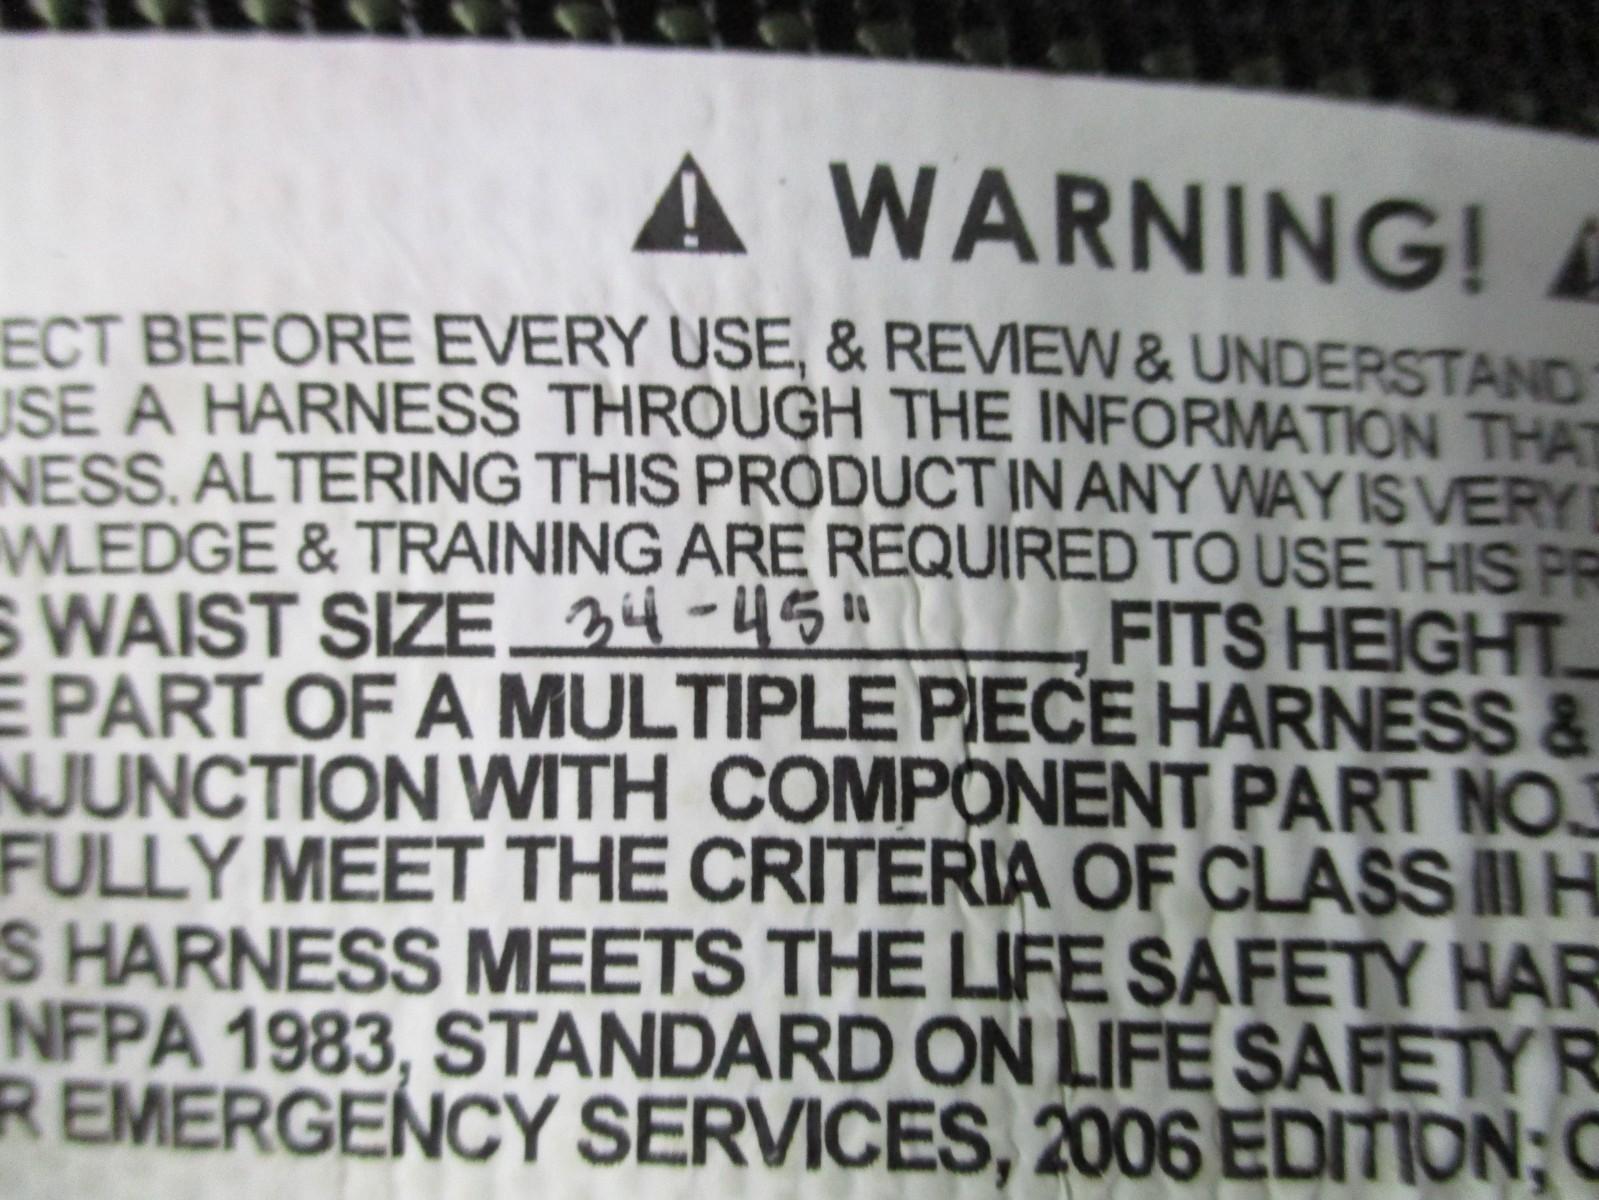 WARNING!
ECT BEFORE EVERY USE, & REVIEW & UNDERSTAND
USE A HARNESS THROUGH THE INFORMATION THAT
NESS. ALTERING THIS PRODUCT IN ANY WAY IS VERY
OWLEDGE & TRAINING ARE REQUIRED TO USE THIS PR
S WAIST SIZE 34-45", FITS HEIGHT
E PART OF A MULTIPLE PIECE HARNESS &
NJUNCTION WITH COMPONENT PART NO.
FULLY MEET THE CRITERIA OF CLASS III H
S HARNESS MEETS THE LIFE SAFETY HAR
NFPA 1983, STANDARD ON LIFE SAFETY R
R EMERGENCY SERVICES, 2006 EDITION;